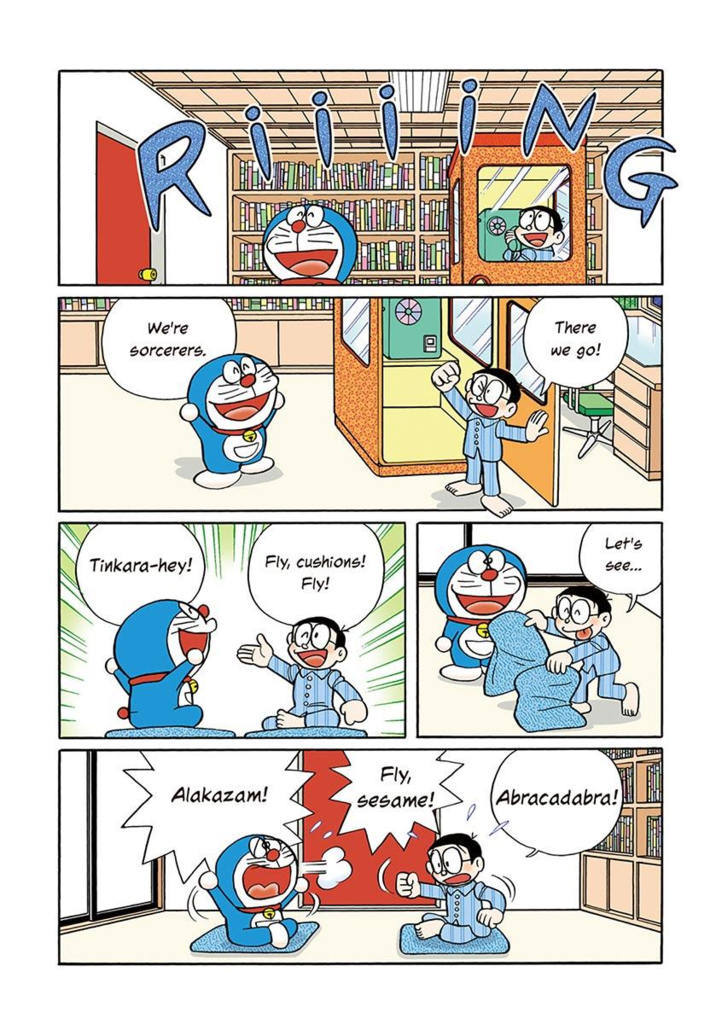 RiiiiNG
We're
sorcerers.
There
we go!
Tinkara-hey!
Fly, cushions!
Fly!
Let's
see...
Alakazam!
Fly,
sesame!
Abracadabra!